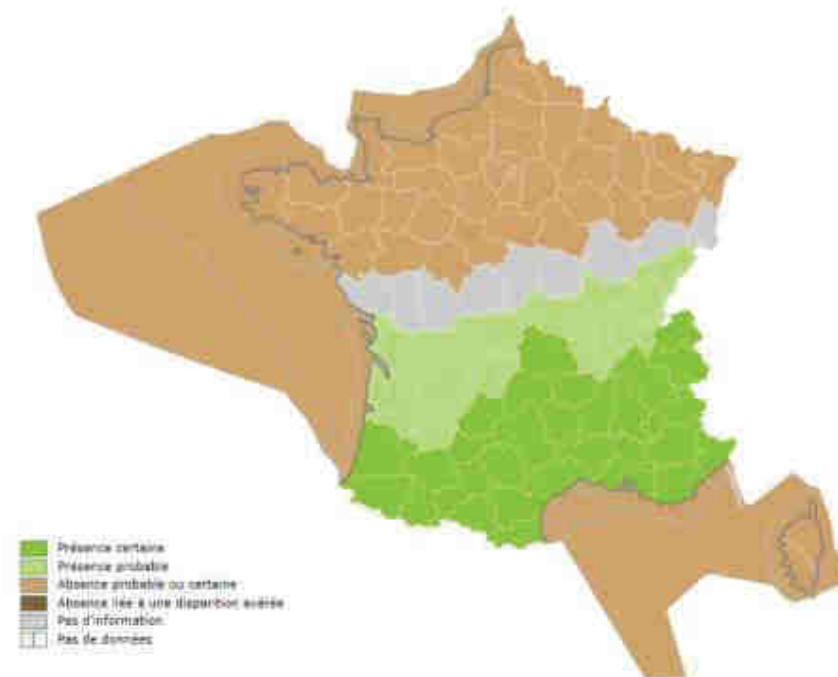 Présence certaine
Présence probable
Absence probable ou certaine
Absence liée à une disparition avérée
Pas d'information
Pas de données